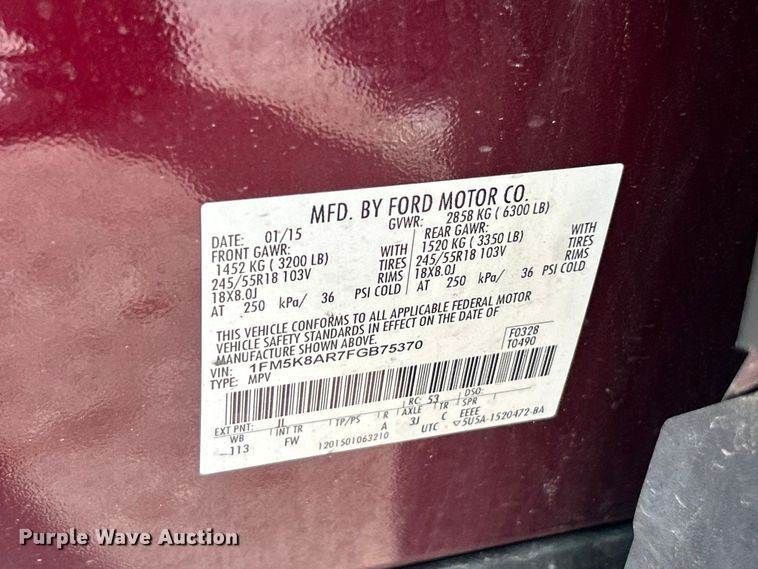 MFD. BY FORD MOTOR CO.
DATE: 01/15 GVWR: 2858 KG ( 6300 LB)
FRONT GAWR: WITH REAR GAWR: WITH
1452 KG ( 3200 LB) TIRES 1520 KG ( 3350 LB) TIRES
245/55R18 103V RIMS 245/55R18 103V RIMS
18X8.0J 18X8.0J
AT 250 kPa/ 36 PSI COLD AT 250 kPa/ 36 PSI COLD
THIS VEHICLE CONFORMS TO ALL APPLICABLE FEDERAL MOTOR
VEHICLE SAFETY STANDARDS IN EFFECT ON THE DATE OF
MANUFACTURE SHOWN ABOVE.
VIN: 1FM5K8AR7FGB75370 F0328
TYPE: MPV T0490
EXT PNT: JL RC: 53 DSO:
WB INT TR TP/PS R AXLE TR SPR
113 FW A 3J C EEEE
1201501063210 UTC 5U5A-1520472-BA
Purple Wave Auction